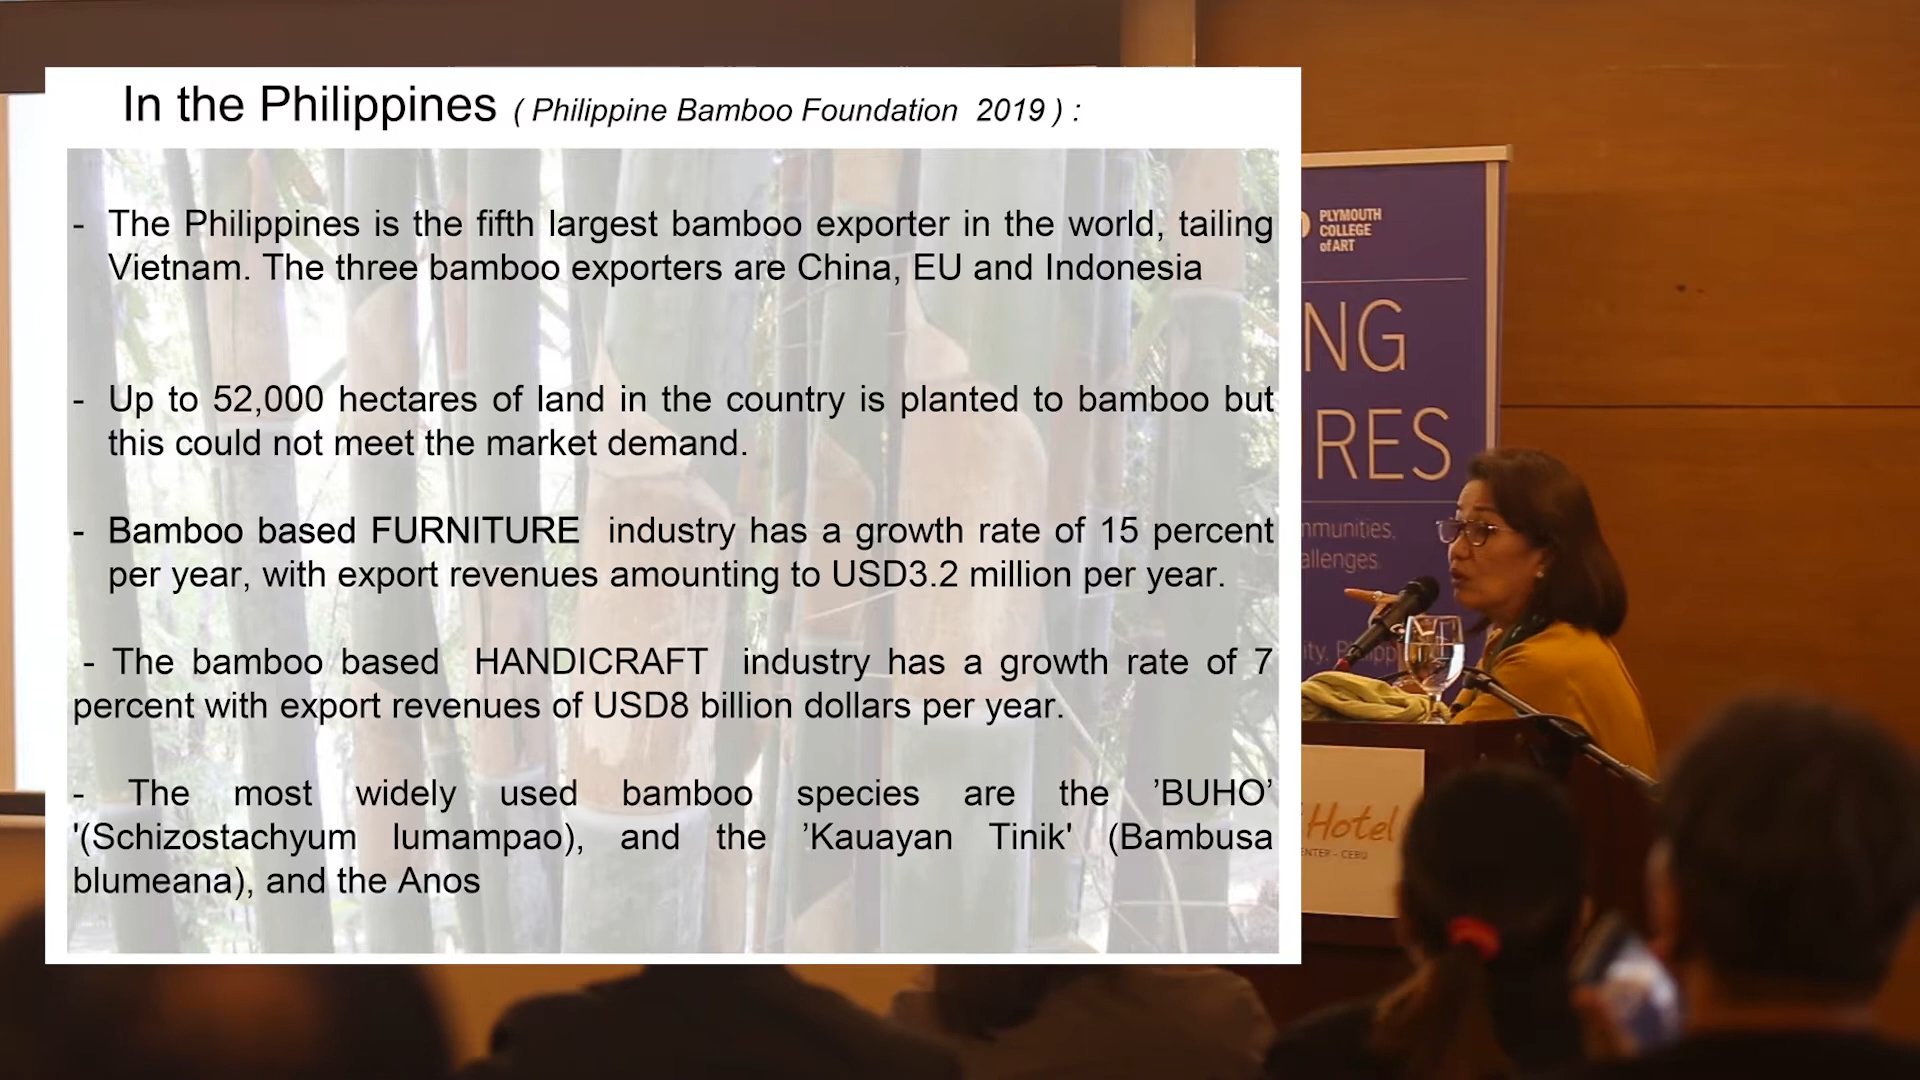 In the Philippines ( Philippine Bamboo Foundation 2019 ) :
- The Philippines is the fifth largest bamboo exporter in the world, tailing
Vietnam. The three bamboo exporters are China, EU and Indonesia
- Up to 52,000 hectares of land in the country is planted to bamboo but
this could not meet the market demand.
- Bamboo based FURNITURE industry has a growth rate of 15 percent
per year, with export revenues amounting to USD3.2 million per year.
- The bamboo based HANDICRAFT industry has a growth rate of 7
percent with export revenues of USD8 billion dollars per year.
- The most widely used bamboo species are the ’BUHO’
'(Schizostachyum lumampao), and the ’Kauayan Tinik' (Bambusa
blumeana), and the Anos
PLYMOUTH
COLLEGE
of ART
NG
RES
mmunities,
allenges
ity, Philipp
Hotel
ENTER - CEBU